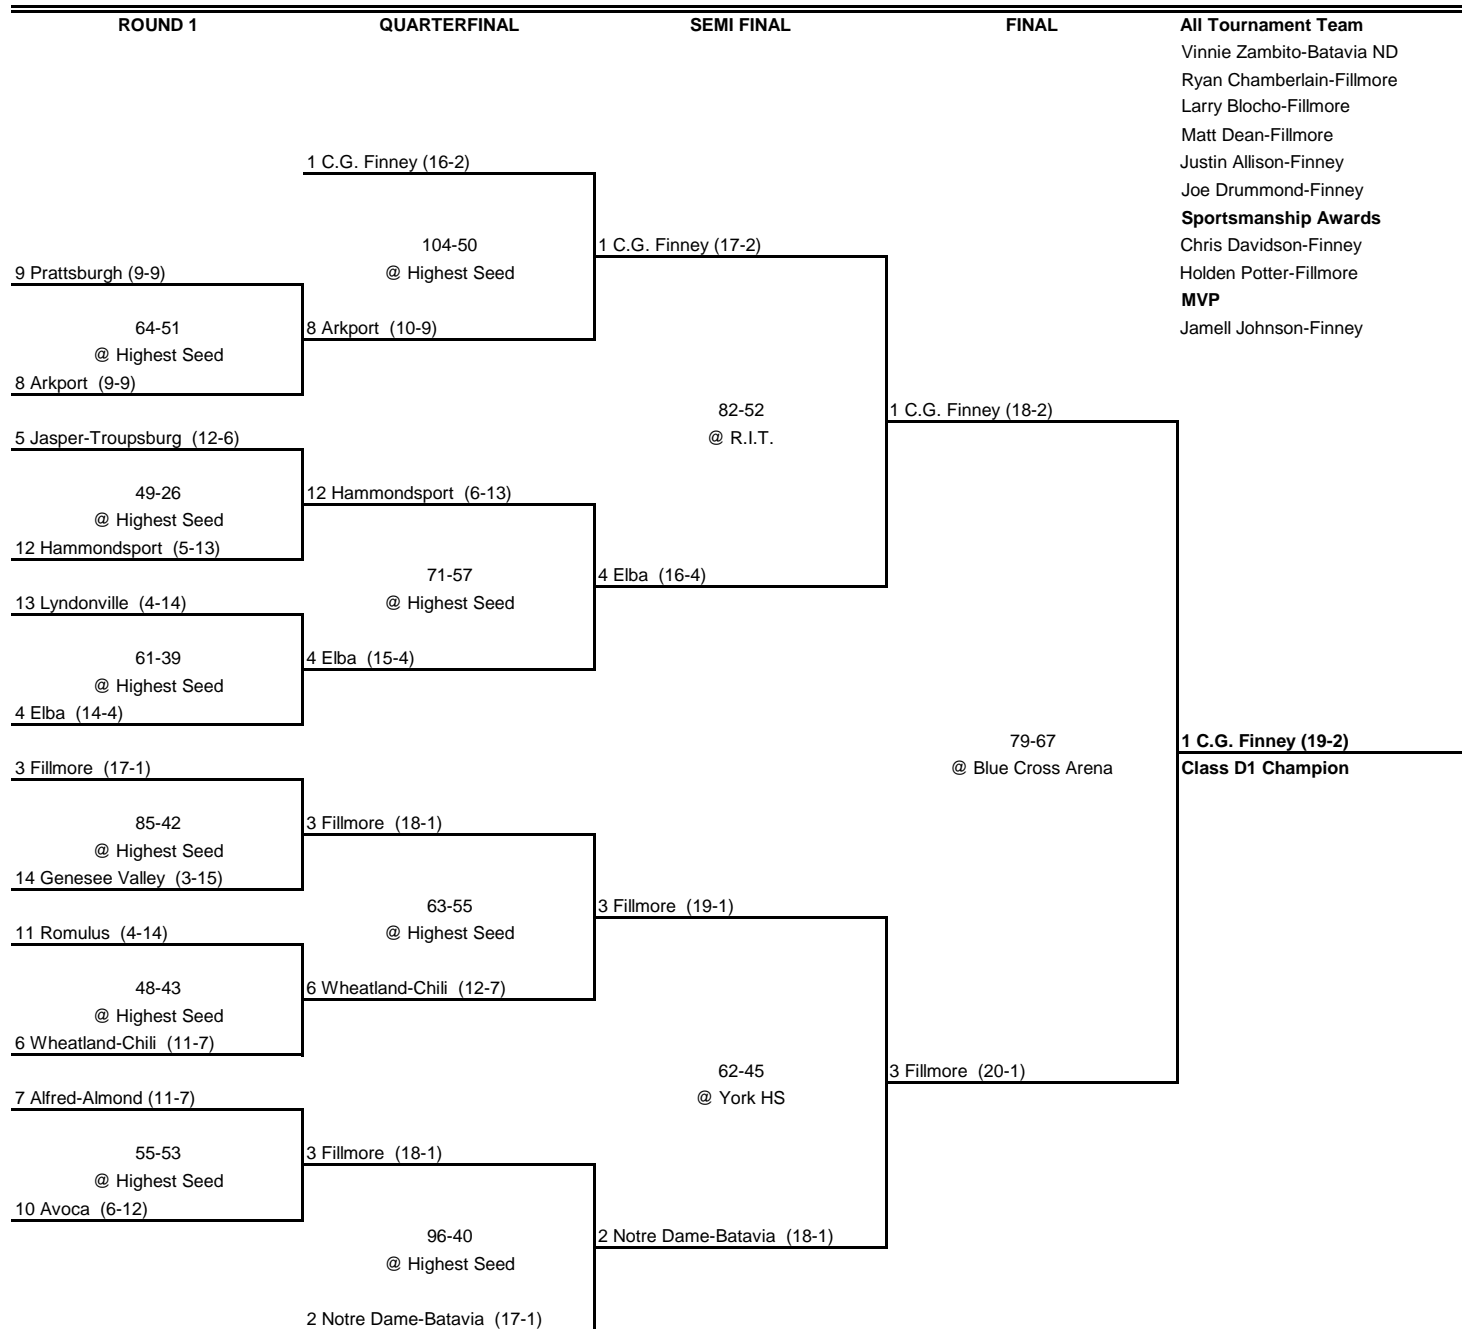 ROUND 1 QUARTERFINAL SEMI FINAL FINAL All Tournament Team
Vinnie Zambito-Batavia ND
Ryan Chamberlain-Fillmore
Larry Blocho-Fillmore
Matt Dean-Fillmore
1 C.G. Finney (16-2) Justin Allison-Finney
Joe Drummond-Finney
Sportsmanship Awards
104-50 1 C.G. Finney (17-2) Chris Davidson-Finney
9 Prattsburgh (9-9) @ Highest Seed Holden Potter-Fillmore
MVP
64-51 8 Arkport (10-9) Jamell Johnson-Finney
@ Highest Seed
8 Arkport (9-9)
82-52 1 C.G. Finney (18-2)
5 Jasper-Troupsburg (12-6) @ R.I.T.
49-26 12 Hammondsport (6-13)
@ Highest Seed
12 Hammondsport (5-13)
71-57 4 Elba (16-4)
13 Lyndonville (4-14) @ Highest Seed
61-39 4 Elba (15-4)
@ Highest Seed
4 Elba (14-4)
79-67 1 C.G. Finney (19-2)
3 Fillmore (17-1) @ Blue Cross Arena Class D1 Champion
85-42 3 Fillmore (18-1)
@ Highest Seed
14 Genesee Valley (3-15)
63-55 3 Fillmore (19-1)
11 Romulus (4-14) @ Highest Seed
48-43 6 Wheatland-Chili (12-7)
@ Highest Seed
6 Wheatland-Chili (11-7)
62-45 3 Fillmore (20-1)
7 Alfred-Almond (11-7) @ York HS
55-53 3 Fillmore (18-1)
@ Highest Seed
10 Avoca (6-12)
96-40 2 Notre Dame-Batavia (18-1)
@ Highest Seed
2 Notre Dame-Batavia (17-1)